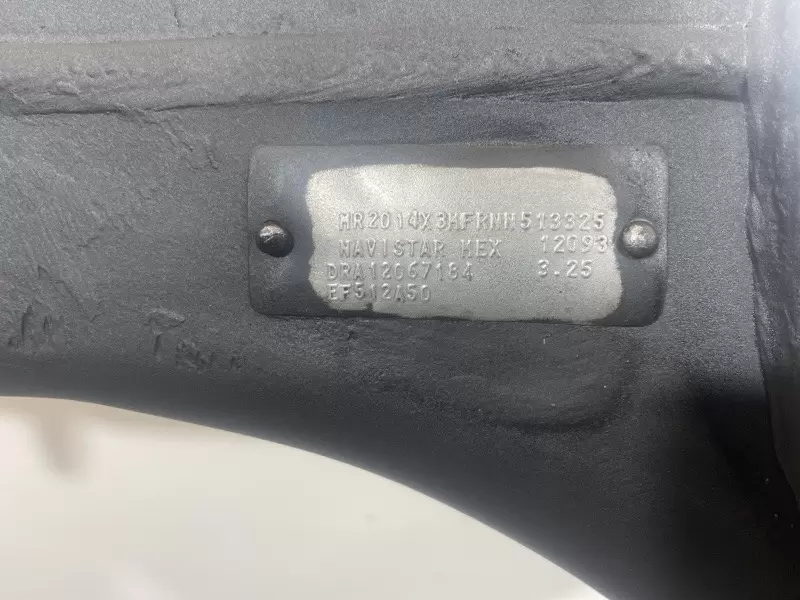 MR2014X3HFRNN513325
NAVISTAR MEX 12093
DRA12067184 3.25
EF512A50